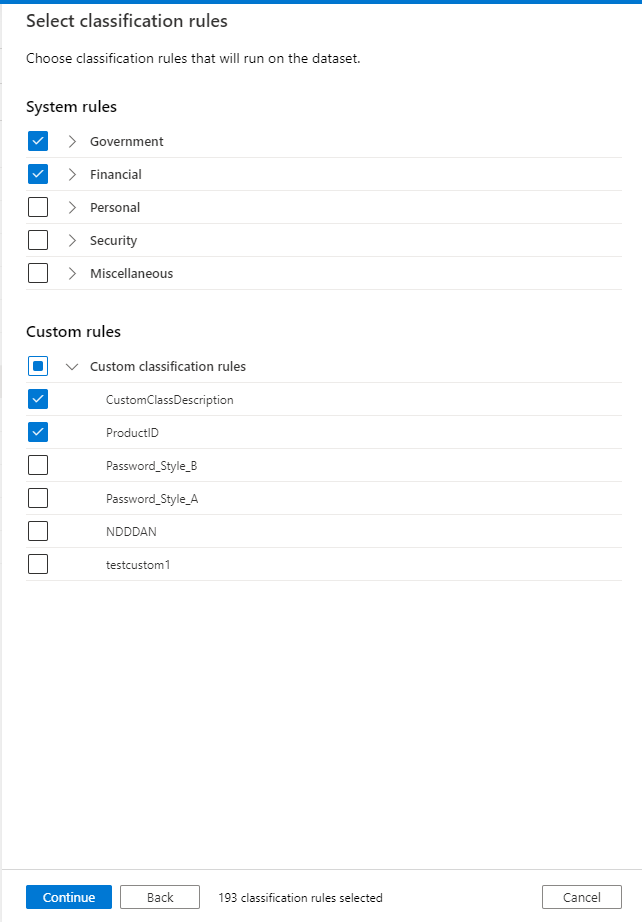 Select classification rules
Choose classification rules that will run on the dataset.
System rules
Government
Financial
Personal
Security
Miscellaneous
Custom rules
Custom classification rules
CustomClassDescription
ProductID
Password_Style_B
Password_Style_A
NDDDAN
testcustom1
Continue Back 193 classification rules selected Cancel